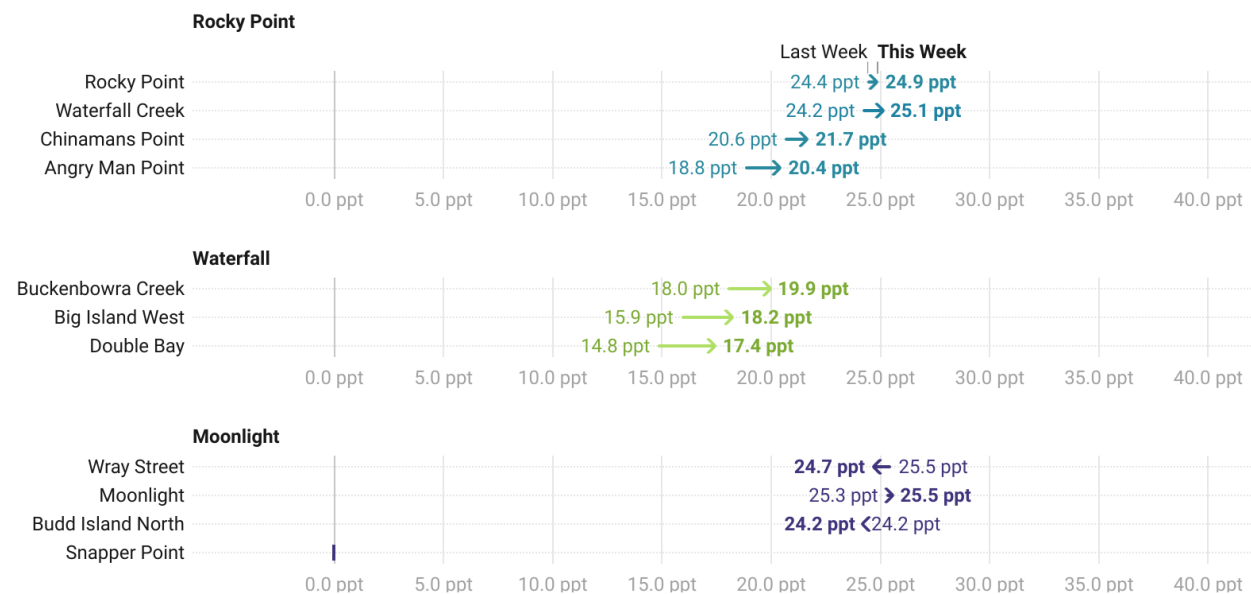 Rocky Point
Last Week This Week
Rocky Point 24.4 ppt 24.9 ppt
Waterfall Creek 24.2 ppt 25.1 ppt
Chinamans Point 20.6 ppt 21.7 ppt
Angry Man Point 18.8 ppt 20.4 ppt
0.0 ppt 5.0 ppt 10.0 ppt 15.0 ppt 20.0 ppt 25.0 ppt 30.0 ppt 35.0 ppt 40.0 ppt
Waterfall
Buckenbowra Creek 18.0 ppt 19.9 ppt
Big Island West 15.9 ppt 18.2 ppt
Double Bay 14.8 ppt 17.4 ppt
0.0 ppt 5.0 ppt 10.0 ppt 15.0 ppt 20.0 ppt 25.0 ppt 30.0 ppt 35.0 ppt 40.0 ppt
Moonlight
Wray Street 24.7 ppt 25.5 ppt
Moonlight 25.3 ppt 25.5 ppt
Budd Island North 24.2 ppt 24.2 ppt
Snapper Point
0.0 ppt 5.0 ppt 10.0 ppt 15.0 ppt 20.0 ppt 25.0 ppt 30.0 ppt 35.0 ppt 40.0 ppt